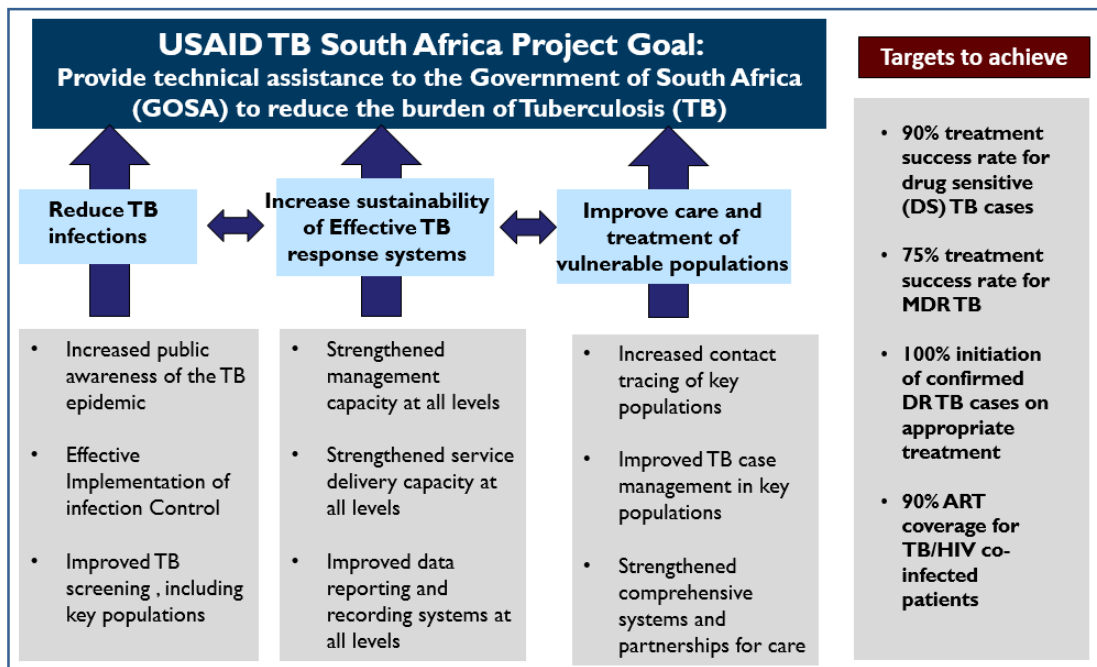 USAID TB South Africa Project Goal:
Provide technical assistance to the Government of South Africa
(GOSA) to reduce the burden of Tuberculosis (TB)
Reduce TB
infections
Increase sustainability
of Effective TB
response systems
Improve care and
treatment of
vulnerable populations
• Increased public
awareness of the TB
epidemic
• Effective
Implementation of
infection Control
• Improved TB
screening , including
key populations
• Strengthened
management
capacity at all levels
• Strengthened service
delivery capacity at
all levels
• Improved data
reporting and
recording systems at
all levels
• Increased contact
tracing of key
populations
• Improved TB case
management in key
populations
• Strengthened
comprehensive
systems and
partnerships for care
Targets to achieve
• 90% treatment
success rate for
drug sensitive
(DS) TB cases
• 75% treatment
success rate for
MDR TB
• 100% initiation
of confirmed
DR TB cases on
appropriate
treatment
• 90% ART
coverage for
TB/HIV co-
infected
patients